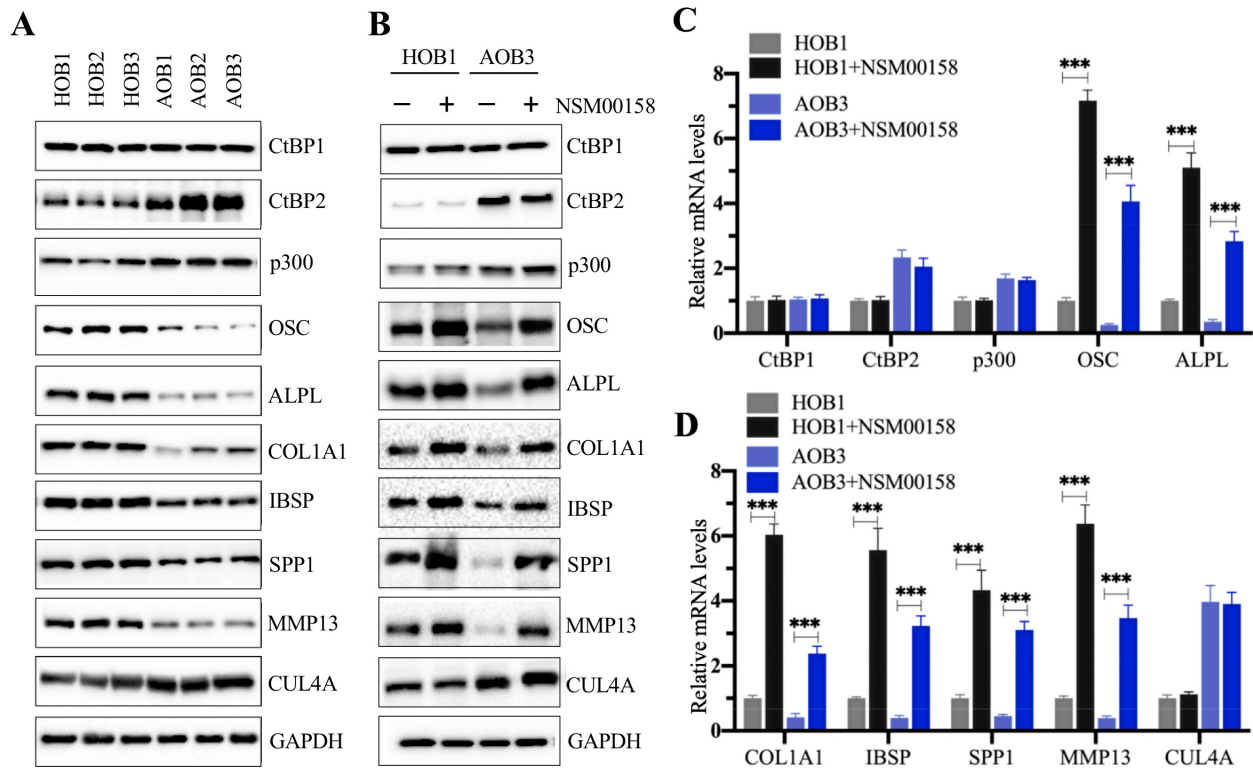 A
HOB1
HOB2
HOB3
AOB1
AOB2
AOB3
CtBP1
CtBP2
p300
OSC
ALPL
COL1A1
IBSP
SPP1
MMP13
CUL4A
GAPDH
B
HOB1 AOB3
− + − + NSM00158
CtBP1
CtBP2
p300
OSC
ALPL
COL1A1
IBSP
SPP1
MMP13
CUL4A
GAPDH
C
HOB1
HOB1+NSM00158
AOB3
AOB3+NSM00158
Relative mRNA levels
8
6
4
2
0
*** *** *** ***
CtBP1 CtBP2 p300 OSC ALPL
D
HOB1
HOB1+NSM00158
AOB3
AOB3+NSM00158
Relative mRNA levels
8
6
4
2
0
*** *** *** *** *** *** *** ***
COL1A1 IBSP SPP1 MMP13 CUL4A